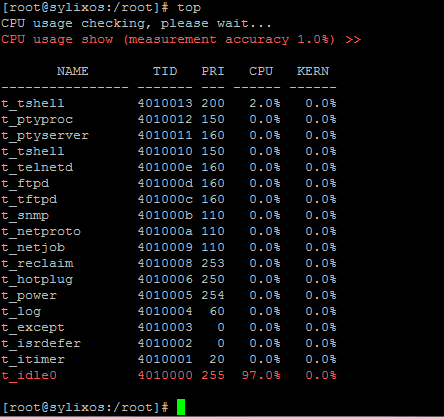 [root@sylixos:/root]# top
CPU usage checking, please wait...
CPU usage show (measurement accuracy 1.0%) >>
NAME TID PRI CPU KERN
---------------- ------- --- ------ ------
t_tshell 4010013 200 2.0% 0.0%
t_ptyproc 4010012 150 0.0% 0.0%
t_ptyserver 4010011 160 0.0% 0.0%
t_tshell 4010010 150 0.0% 0.0%
t_telnetd 401000e 160 0.0% 0.0%
t_ftpd 401000d 160 0.0% 0.0%
t_tftpd 401000c 160 0.0% 0.0%
t_snmp 401000b 110 0.0% 0.0%
t_netproto 401000a 110 0.0% 0.0%
t_netjob 4010009 110 0.0% 0.0%
t_reclaim 4010008 253 0.0% 0.0%
t_hotplug 4010006 250 0.0% 0.0%
t_power 4010005 254 0.0% 0.0%
t_log 4010004 60 0.0% 0.0%
t_except 4010003 0 0.0% 0.0%
t_isrdefer 4010002 0 0.0% 0.0%
t_itimer 4010001 20 0.0% 0.0%
t_idle0 4010000 255 97.0% 0.0%
[root@sylixos:/root]#